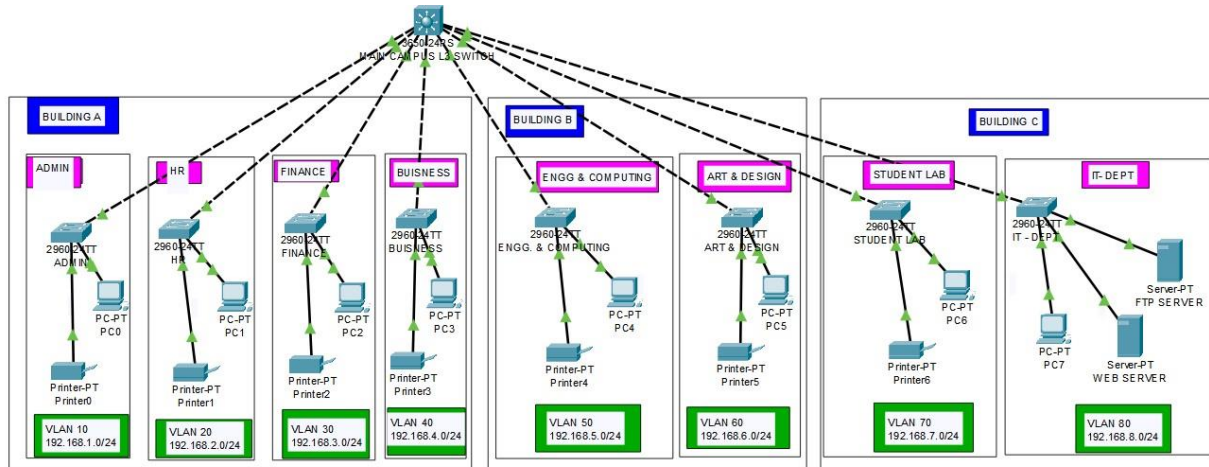 3650-24RS
MAIN CAMPUS L3 SWITCH
BUILDING A
BUILDING B
BUILDING C
ADMIN
HR
FINANCE
BUISNESS
ENGG & COMPUTING
ART & DESIGN
STUDENT LAB
IT- DEPT
2960-24TT
ADMIN
2960-24TT
HR
2960-24TT
FINANCE
2960-24TT
BUISNESS
2960-24TT
ENGG. & COMPUTING
2960-24TT
ART & DESIGN
2960-24TT
STUDENT LAB
2960-24TT
IT - DEPT
PC-PT
PC0
PC-PT
PC1
PC-PT
PC2
PC-PT
PC3
PC-PT
PC4
PC-PT
PC5
PC-PT
PC6
Server-PT
FTP SERVER
Printer-PT
Printer0
Printer-PT
Printer1
Printer-PT
Printer2
Printer-PT
Printer3
Printer-PT
Printer4
Printer-PT
Printer5
Printer-PT
Printer6
PC-PT
PC7
Server-PT
WEB SERVER
VLAN 10
192.168.1.0/24
VLAN 20
192.168.2.0/24
VLAN 30
192.168.3.0/24
VLAN 40
192.168.4.0/24
VLAN 50
192.168.5.0/24
VLAN 60
192.168.6.0/24
VLAN 70
192.168.7.0/24
VLAN 80
192.168.8.0/24